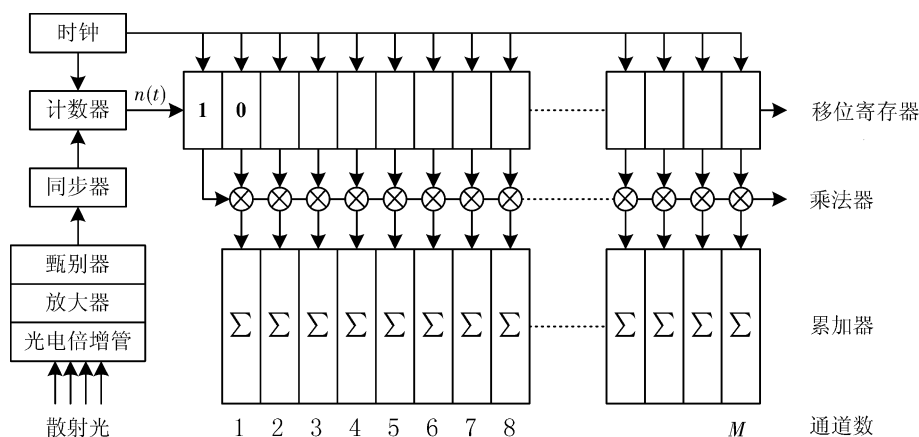 时钟
计数器
n(t)
1 0
移位寄存器
同步器
乘法器
甄别器
放大器
光电倍增管
Σ Σ Σ Σ Σ Σ Σ Σ Σ Σ Σ Σ
累加器
散射光
1 2 3 4 5 6 7 8 M
通道数